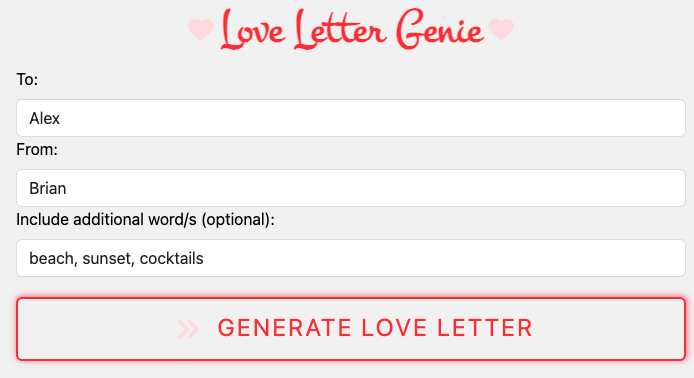 Love Letter Genie
To:
Alex
From:
Brian
Include additional word/s (optional):
beach, sunset, cocktails
GENERATE LOVE LETTER